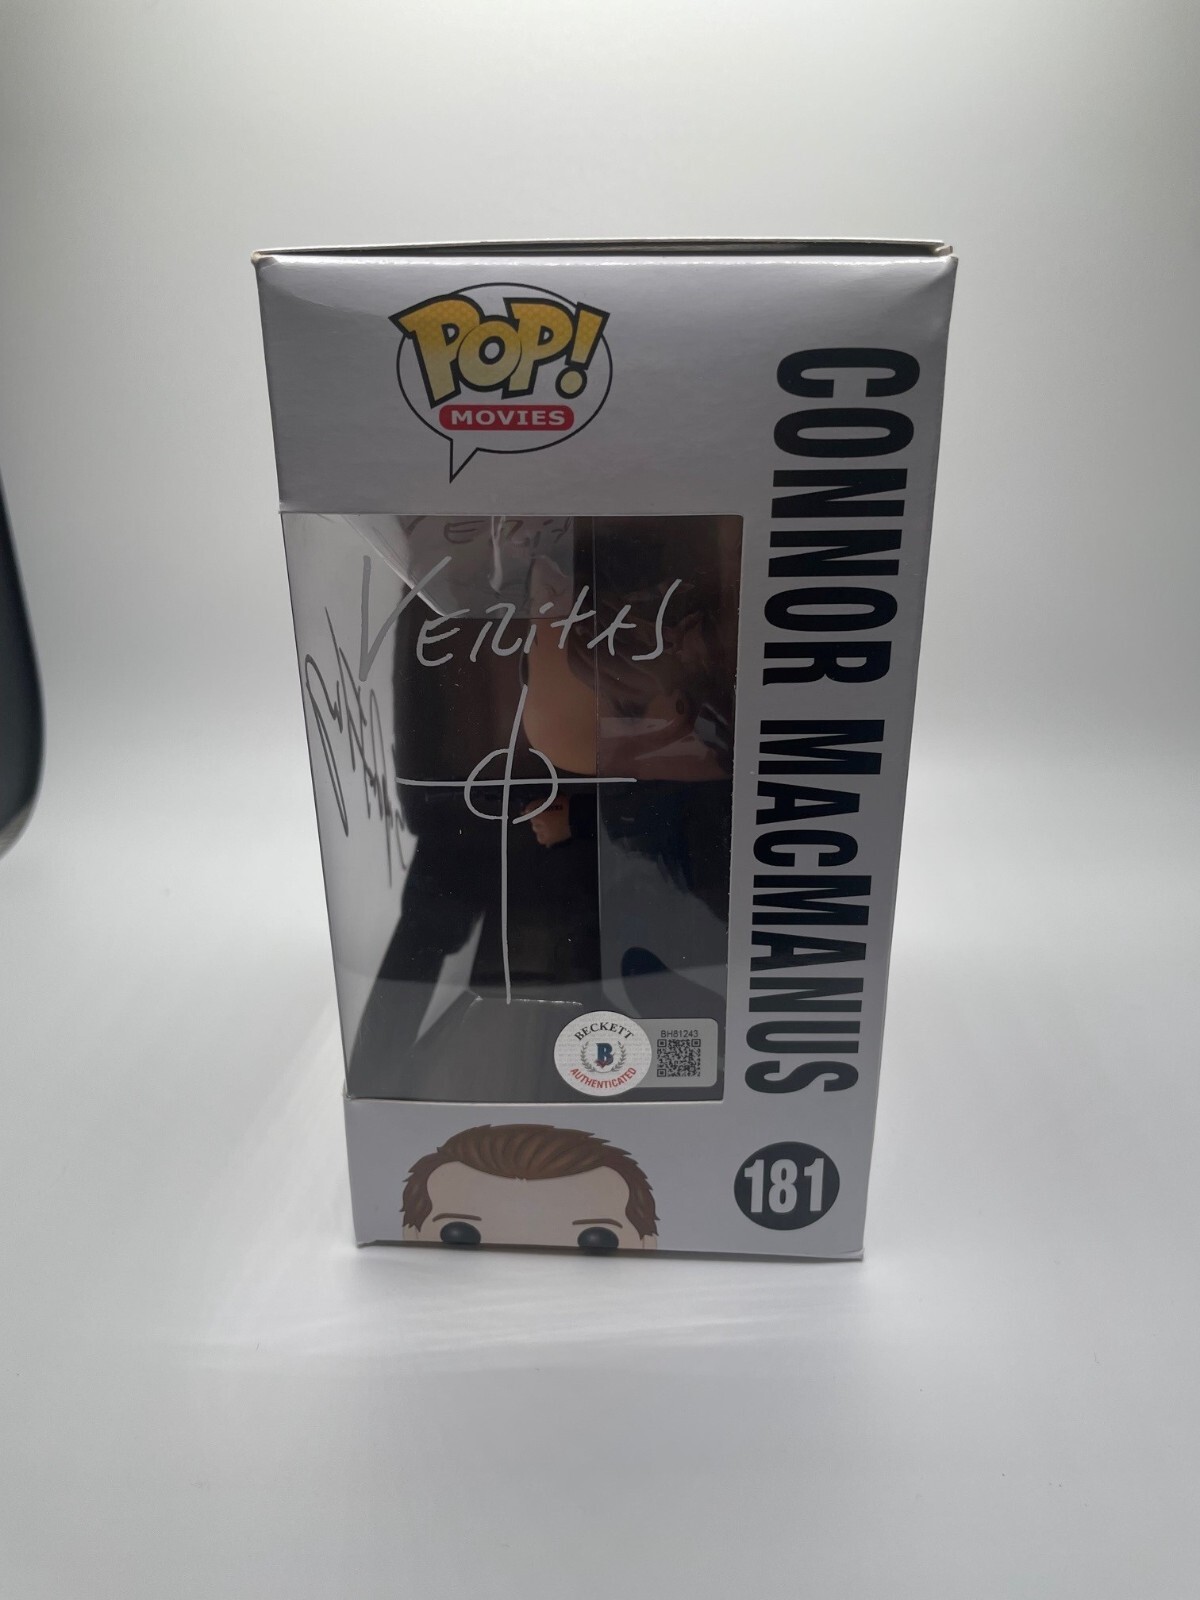 POP!
MOVIES
VERitAS
BECKETT
B
AUTHENTICATED
BH81243
CONNOR MACMANUS
181